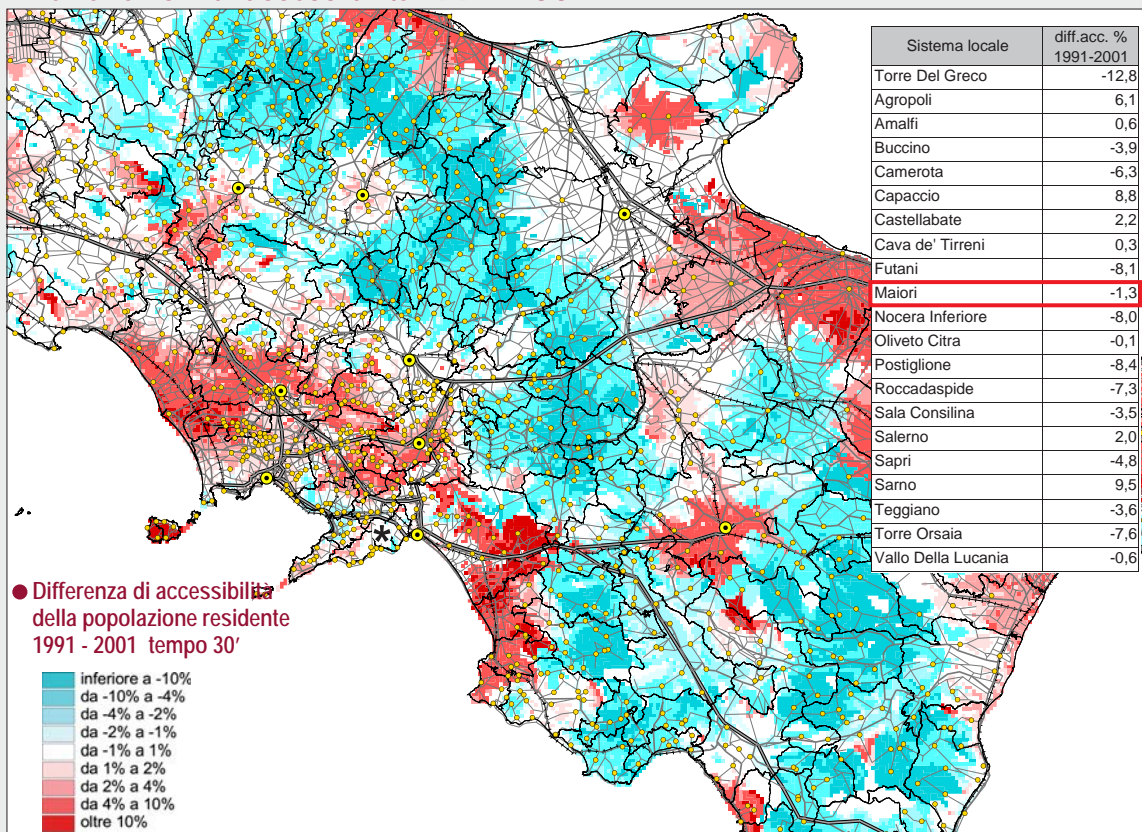 Sistema locale diff.acc. % 1991-2001
Torre Del Greco -12,8
Agropoli 6,1
Amalfi 0,6
Buccino -3,9
Camerota -6,3
Capaccio 8,8
Castellabate 2,2
Cava de' Tirreni 0,3
Futani -8,1
Maiori -1,3
Nocera Inferiore -8,0
Oliveto Citra -0,1
Postiglione -8,4
Roccadaspide -7,3
Sala Consilina -3,5
Salerno 2,0
Sapri -4,8
Sarno 9,5
Teggiano -3,6
Torre Orsaia -7,6
Vallo Della Lucania -0,6
*
● Differenza di accessibilità
della popolazione residente
1991 - 2001 tempo 30'
inferiore a -10%
da -10% a -4%
da -4% a -2%
da -2% a -1%
da -1% a 1%
da 1% a 2%
da 2% a 4%
da 4% a 10%
oltre 10%